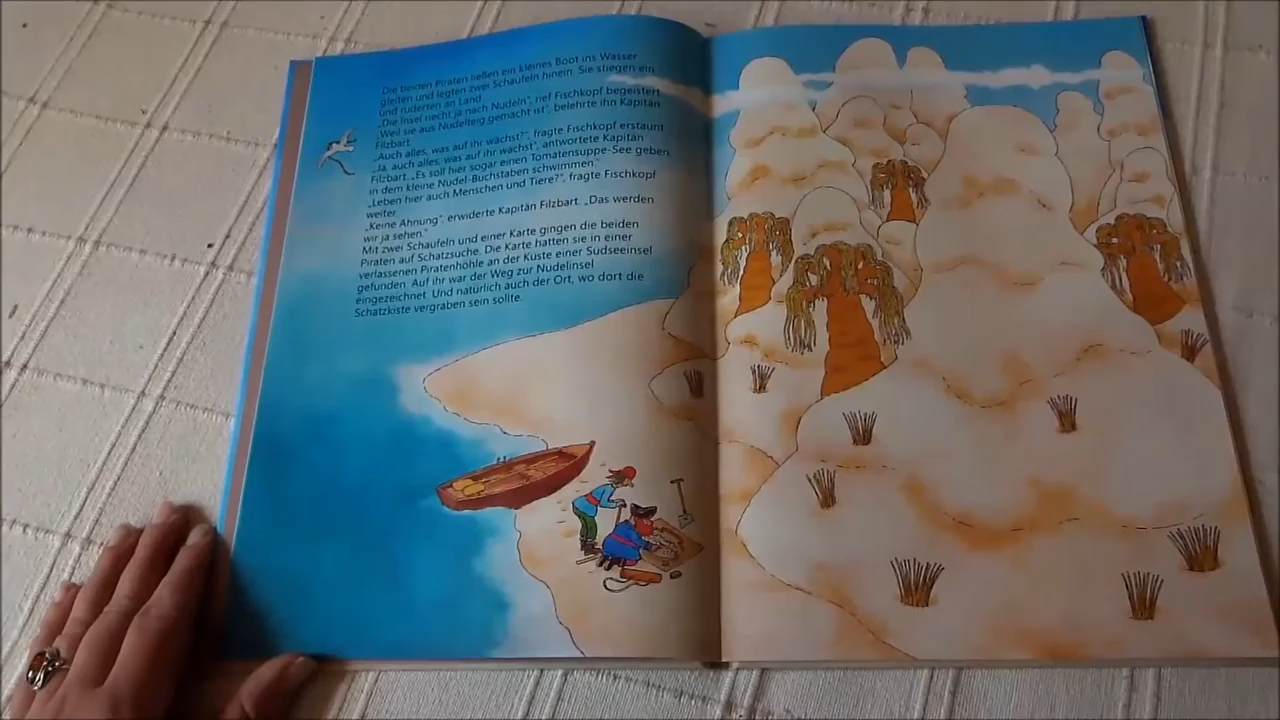 Die beiden Piraten ließen ein kleines Boot ins Wasser
gleiten und legten zwei Schaufeln hinein. Sie stiegen ein
und ruderten an Land.
„Die Insel riecht ja nach Nudeln“, rief Fischkopf begeistert.
„Weil sie aus Nudelteig gemacht ist“, belehrte ihn Kapitän
Filzbart.
„Auch alles, was auf ihr wächst?“, fragte Fischkopf erstaunt.
„Ja, auch alles, was auf ihr wächst“, antwortete Kapitän
Filzbart. „Es soll hier sogar einen Tomatensuppe-See geben,
in dem kleine Nudel-Buchstaben schwimmen.“
„Leben hier auch Menschen und Tiere?“, fragte Fischkopf
weiter.
„Keine Ahnung“, erwiderte Kapitän Filzbart. „Das werden
wir ja sehen.“
Mit zwei Schaufeln und einer Karte gingen die beiden
Piraten auf Schatzsuche. Die Karte hatten sie in einer
verlassenen Piratenhöhle an der Küste einer Südseeinsel
gefunden. Auf ihr war der Weg zur Nudelinsel
eingezeichnet. Und natürlich auch der Ort, wo dort die
Schatzkiste vergraben sein sollte.